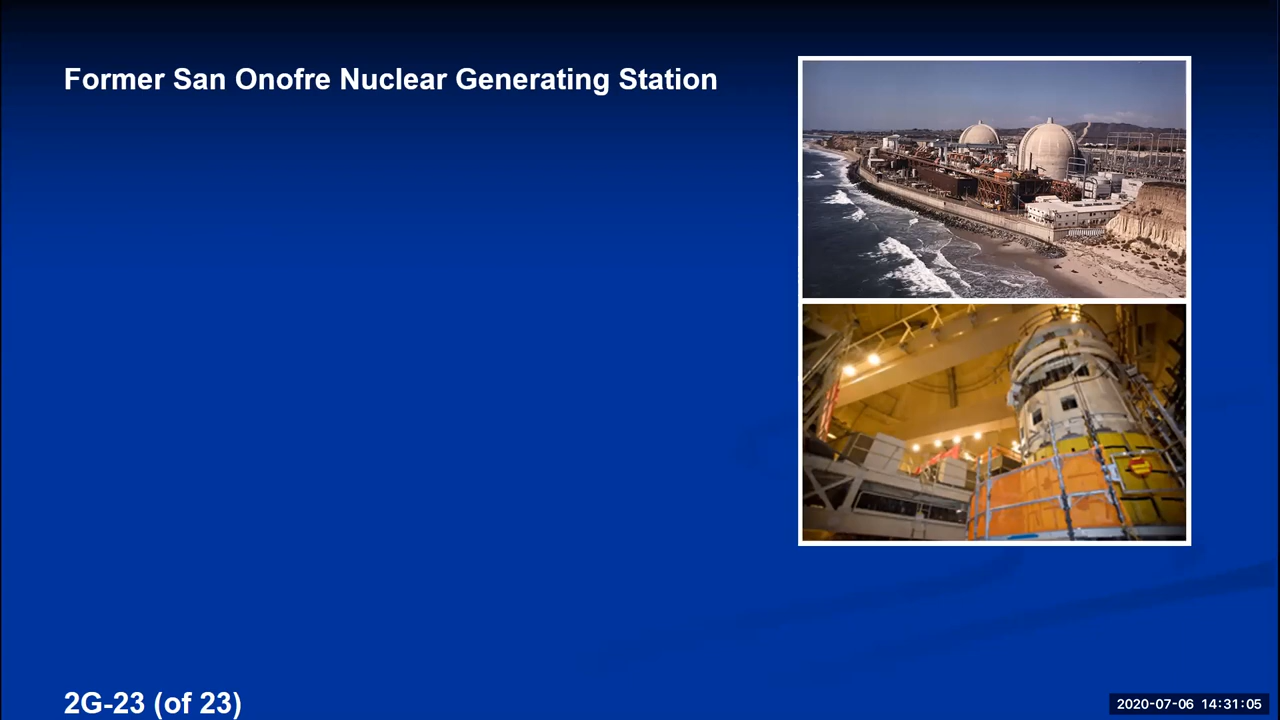 Former San Onofre Nuclear Generating Station
2G-23 (of 23)
2020-07-06 14:31:05